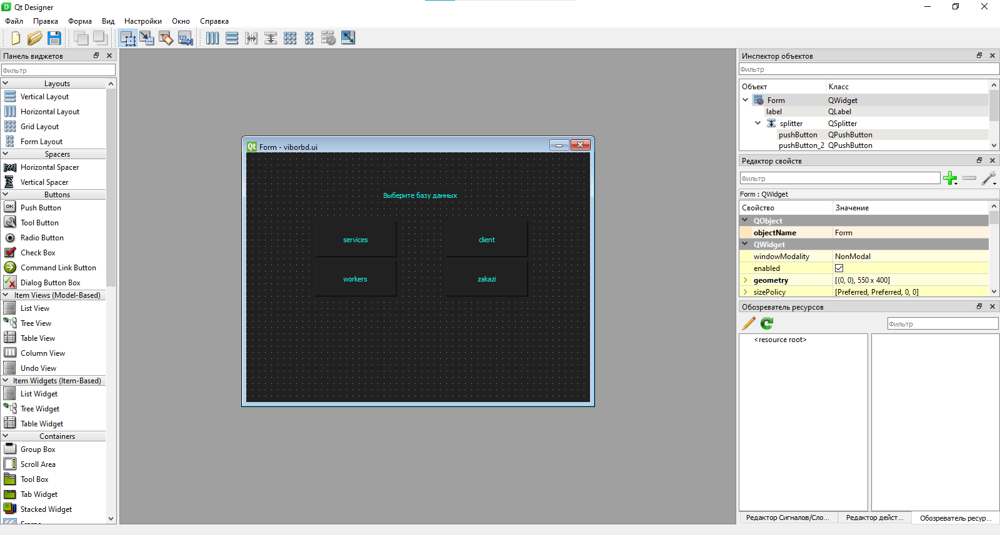 Qt Designer
Файл Правка Форма Вид Настройки Окно Справка
Панель виджетов
Фильтр
Layouts
Vertical Layout
Horizontal Layout
Grid Layout
Form Layout
Spacers
Horizontal Spacer
Vertical Spacer
Buttons
Push Button
Tool Button
Radio Button
Check Box
Command Link Button
Dialog Button Box
Item Views (Model-Based)
List View
Tree View
Table View
Column View
Undo View
Item Widgets (Item-Based)
List Widget
Tree Widget
Table Widget
Containers
Group Box
Scroll Area
Tool Box
Tab Widget
Stacked Widget
Form - viborbd.ui
Выберите базу данных
services client
workers zakazi
Инспектор объектов
Фильтр
Объект Класс
Form QWidget
label QLabel
splitter QSplitter
pushButton QPushButton
pushButton_2 QPushButton
Редактор свойств
Фильтр
Form : QWidget
Свойство Значение
QObject
objectName Form
QWidget
windowModality NonModal
enabled
geometry [(0, 0), 550 x 400]
sizePolicy [Preferred, Preferred, 0, 0]
Обозреватель ресурсов
Фильтр
<resource root>
Редактор Сигналов/Сло... Редактор дейст... Обозреватель ресур...